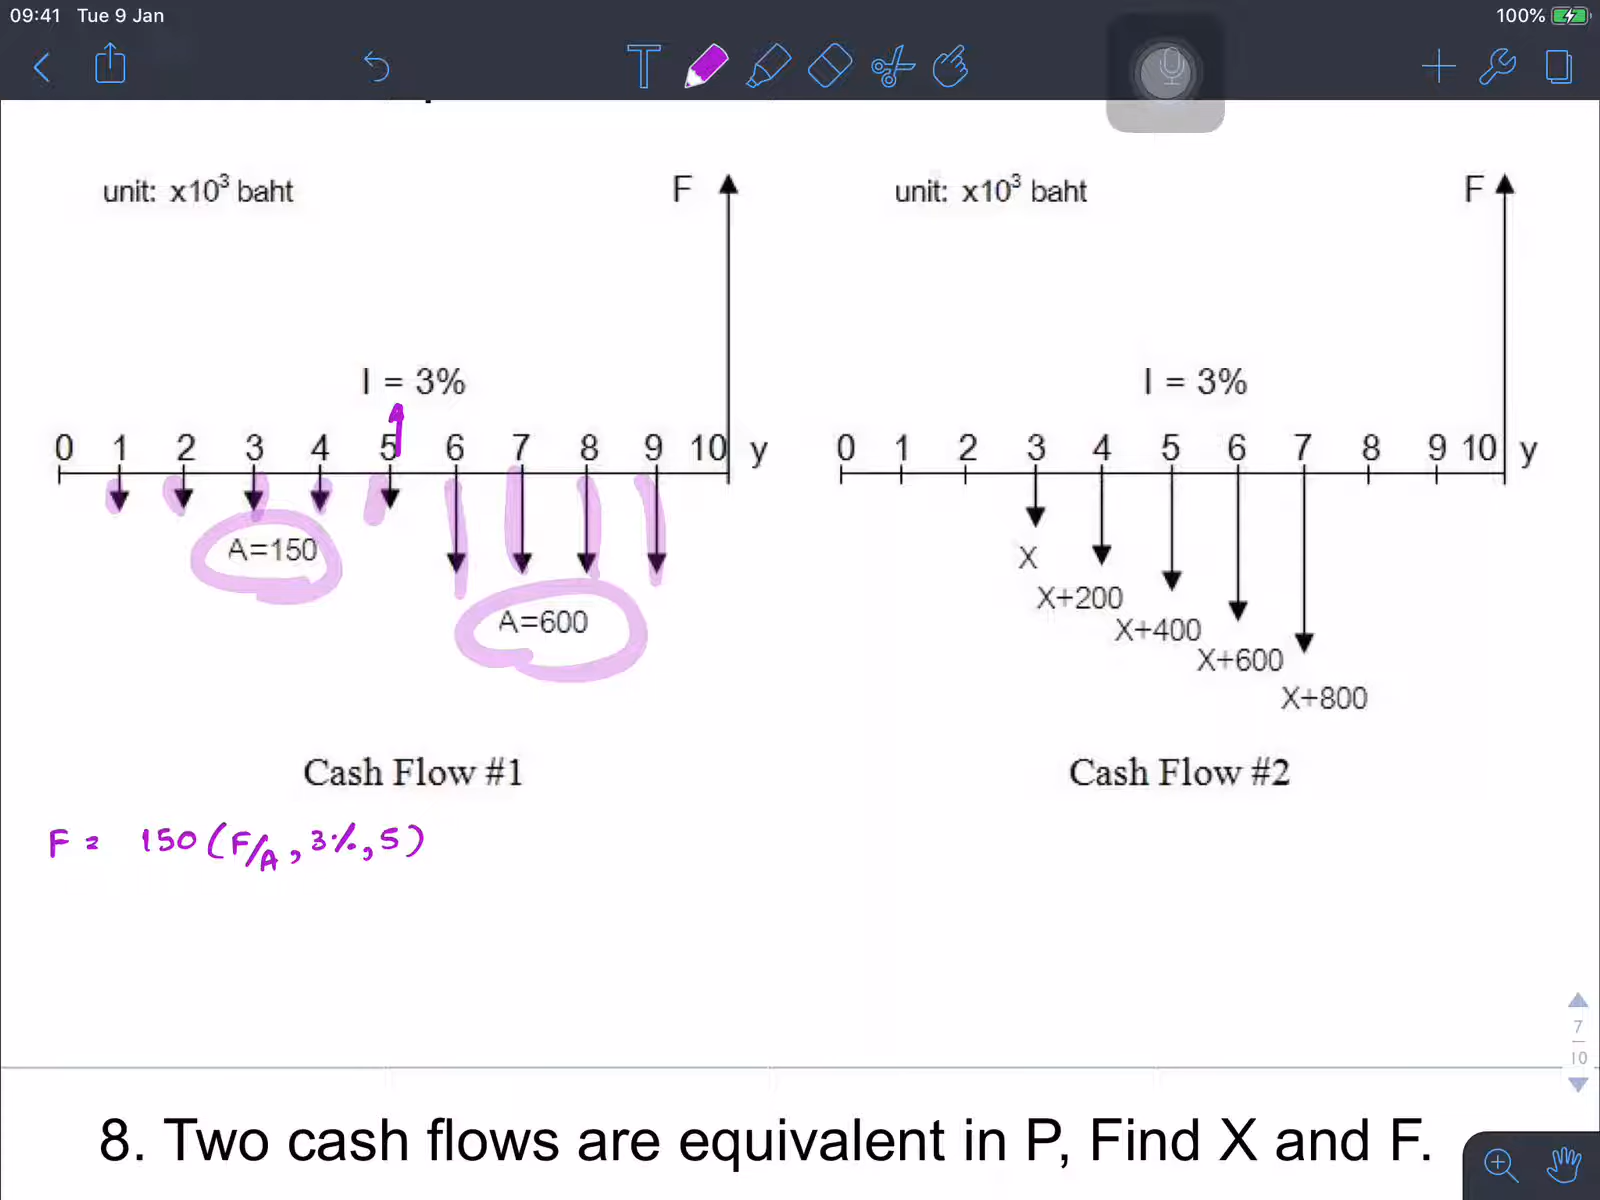 09:41 Tue 9 Jan
100%
unit: x10³ baht
F
I = 3%
0 1 2 3 4 5 6 7 8 9 10 y
A=150
A=600
Cash Flow #1
unit: x10³ baht
F
I = 3%
0 1 2 3 4 5 6 7 8 9 10 y
X
X+200
X+400
X+600
X+800
Cash Flow #2
F = 150 (F/A, 3%, 5)
7
10
8. Two cash flows are equivalent in P, Find X and F.